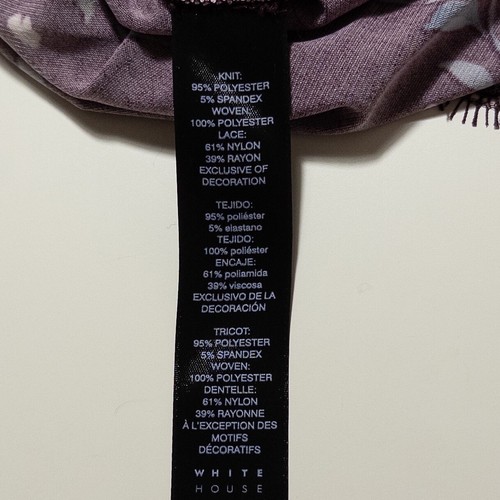 KNIT:
95% POLYESTER
5% SPANDEX
WOVEN:
100% POLYESTER
LACE:
61% NYLON
39% RAYON
EXCLUSIVE OF
DECORATION
TEJIDO:
95% poliéster
5% elastano
TEJIDO:
100% poliéster
ENCAJE:
61% poliamida
39% viscosa
EXCLUSIVO DE LA
DECORACIÓN
TRICOT:
95% POLYESTER
5% SPANDEX
WOVEN:
100% POLYESTER
DENTELLE:
61% NYLON
39% RAYONNE
À L'EXCEPTION DES
MOTIFS
DÉCORATIFS
WHITE
HOUSE